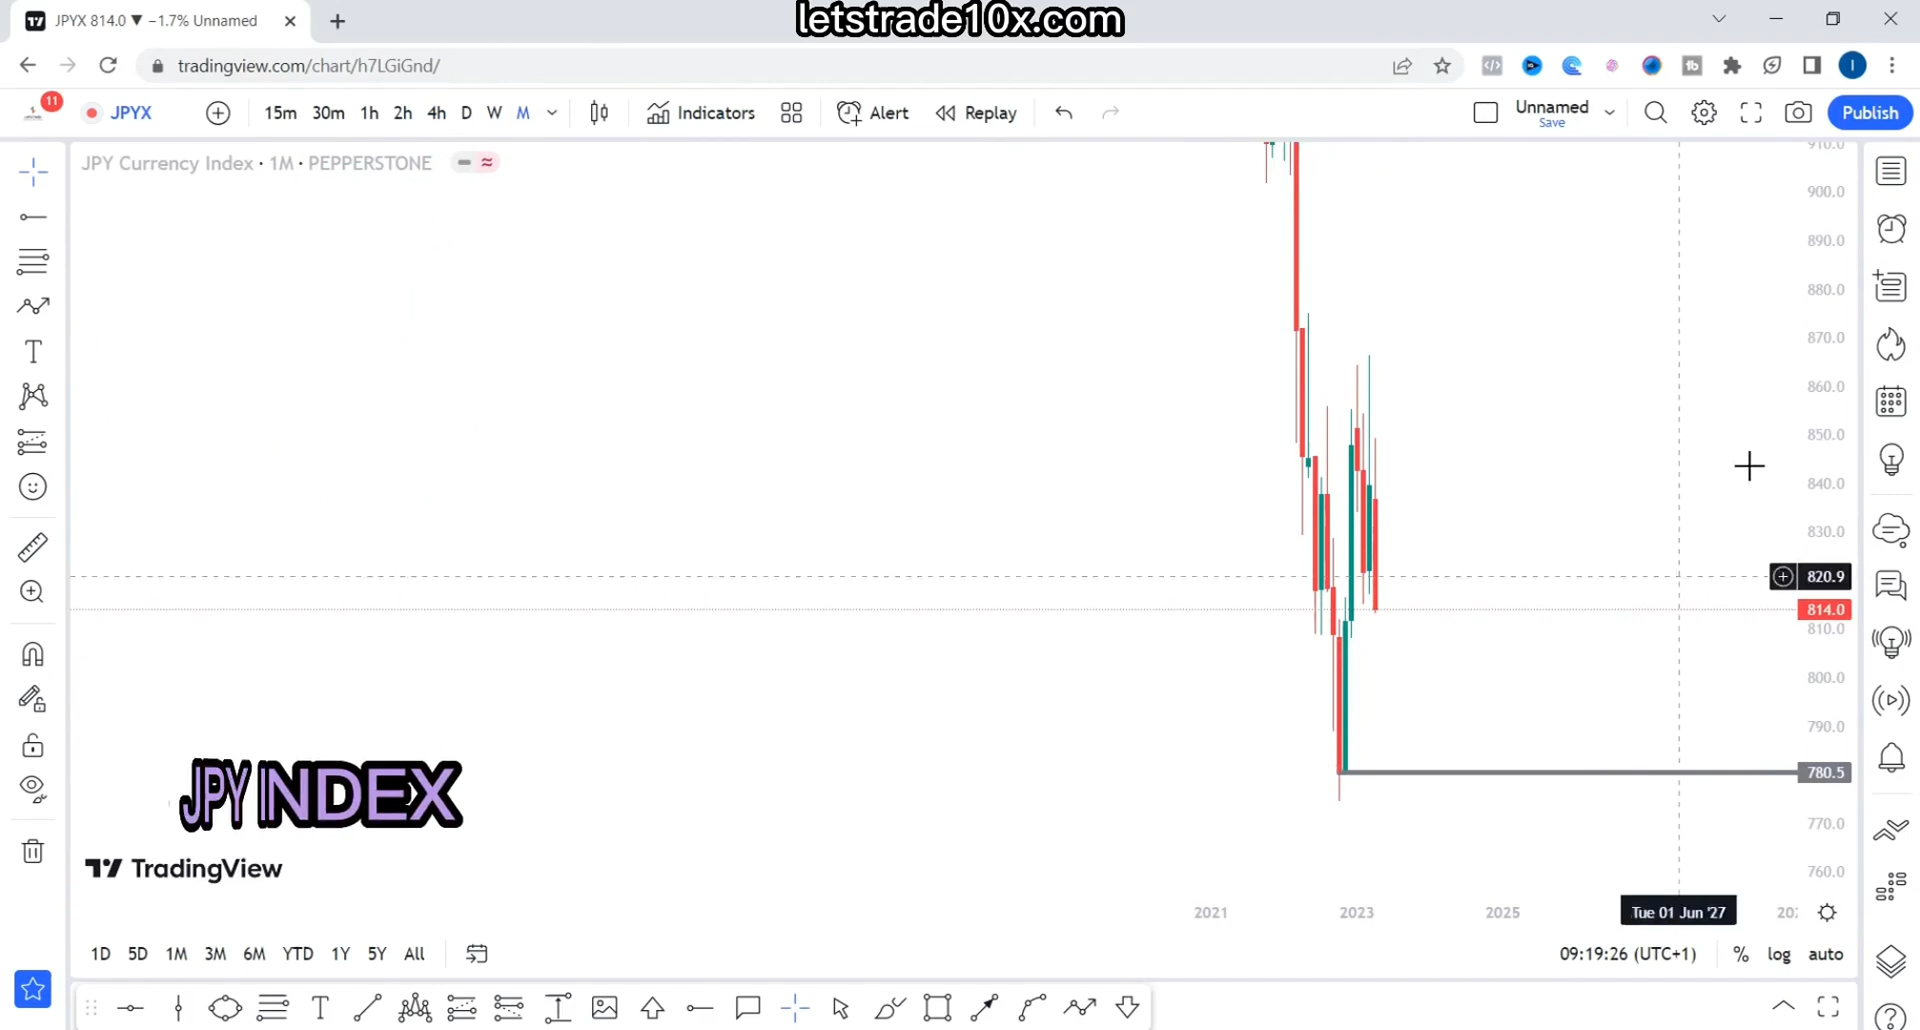 JPYX 814.0 ▼ −1.7% Unnamed
letstrade10x.com
tradingview.com/chart/h7LGiGnd/
I
11
JPYX
15m 30m 1h 2h 4h D W M
Indicators
Alert
Replay
Unnamed
Save
Publish
JPY Currency Index · 1M · PEPPERSTONE
910.0
900.0
890.0
880.0
870.0
860.0
850.0
840.0
830.0
820.9
814.0
810.0
800.0
790.0
780.5
770.0
760.0
JPY INDEX
TradingView
2021 2023 2025 Tue 01 Jun '27
1D 5D 1M 3M 6M YTD 1Y 5Y All
09:19:26 (UTC+1) % log auto